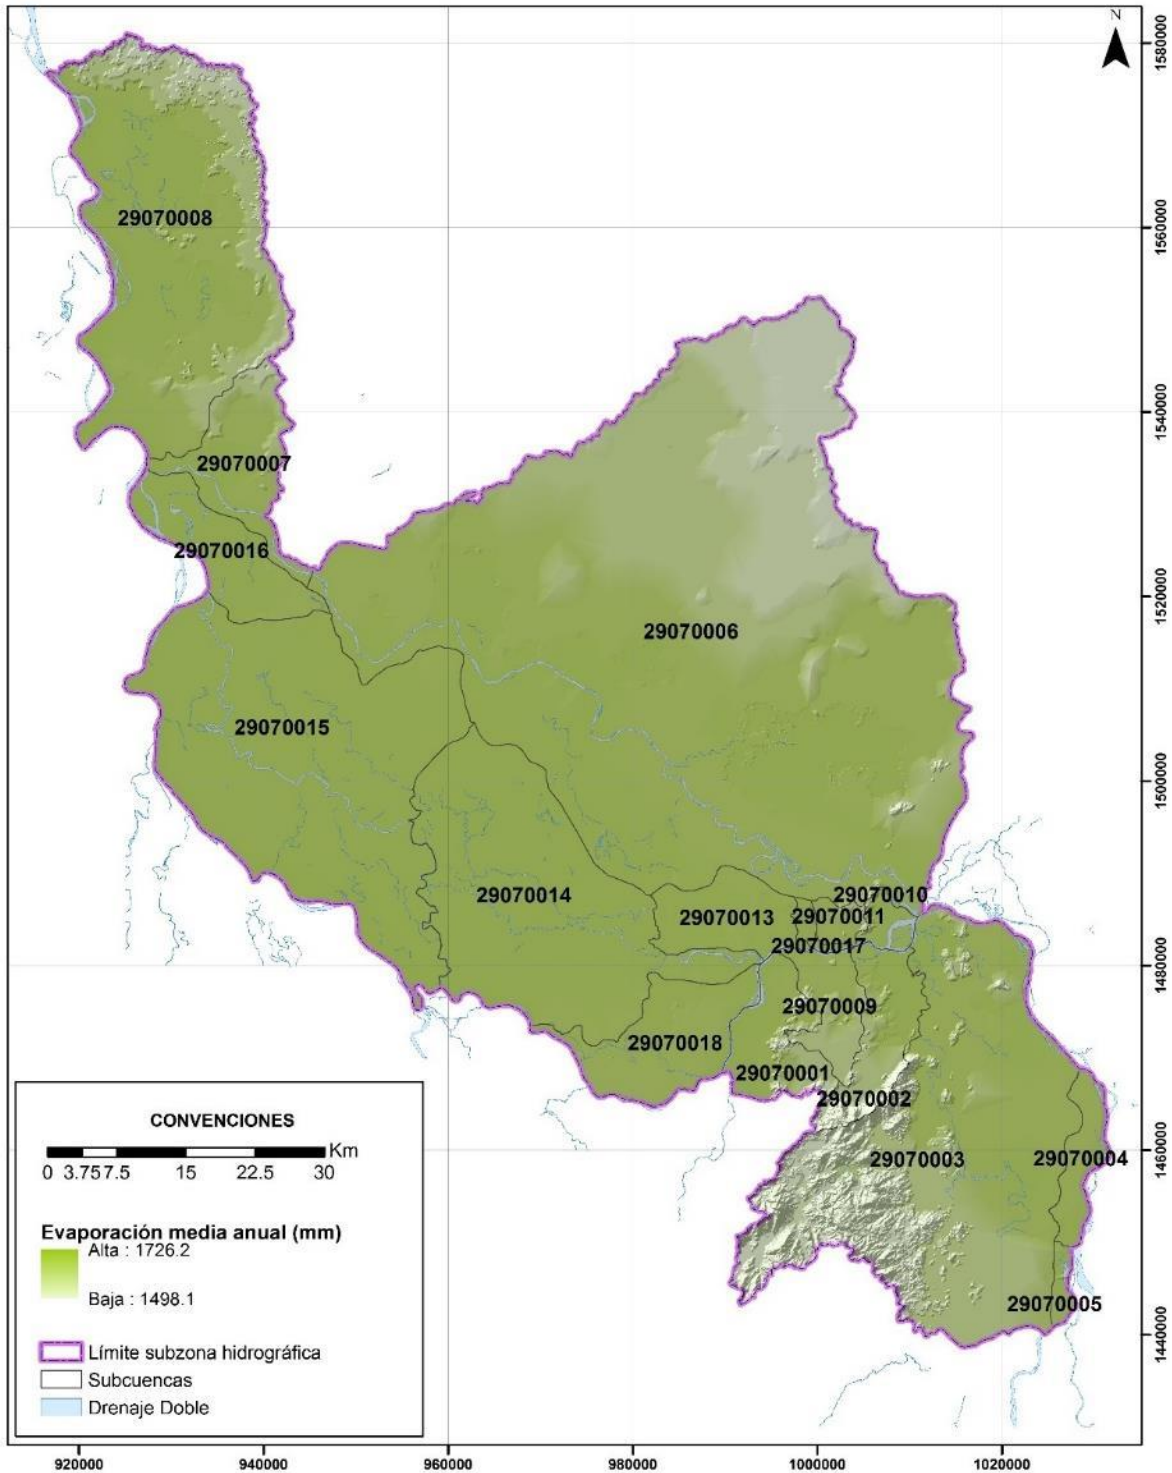 N
1580000
29070008
1560000
1540000
29070007
29070016
1520000
29070006
29070015
1500000
29070014
29070010
29070013
29070011
29070017
1480000
29070009
29070018
29070001
29070002
29070003
29070004
1460000
29070005
1440000
CONVENCIONES
Km
0 3.75 7.5 15 22.5 30
Evaporación media anual (mm)
Alta : 1726.2
Baja : 1498.1
Límite subzona hidrográfica
Subcuencas
Drenaje Doble
920000 940000 960000 980000 1000000 1020000